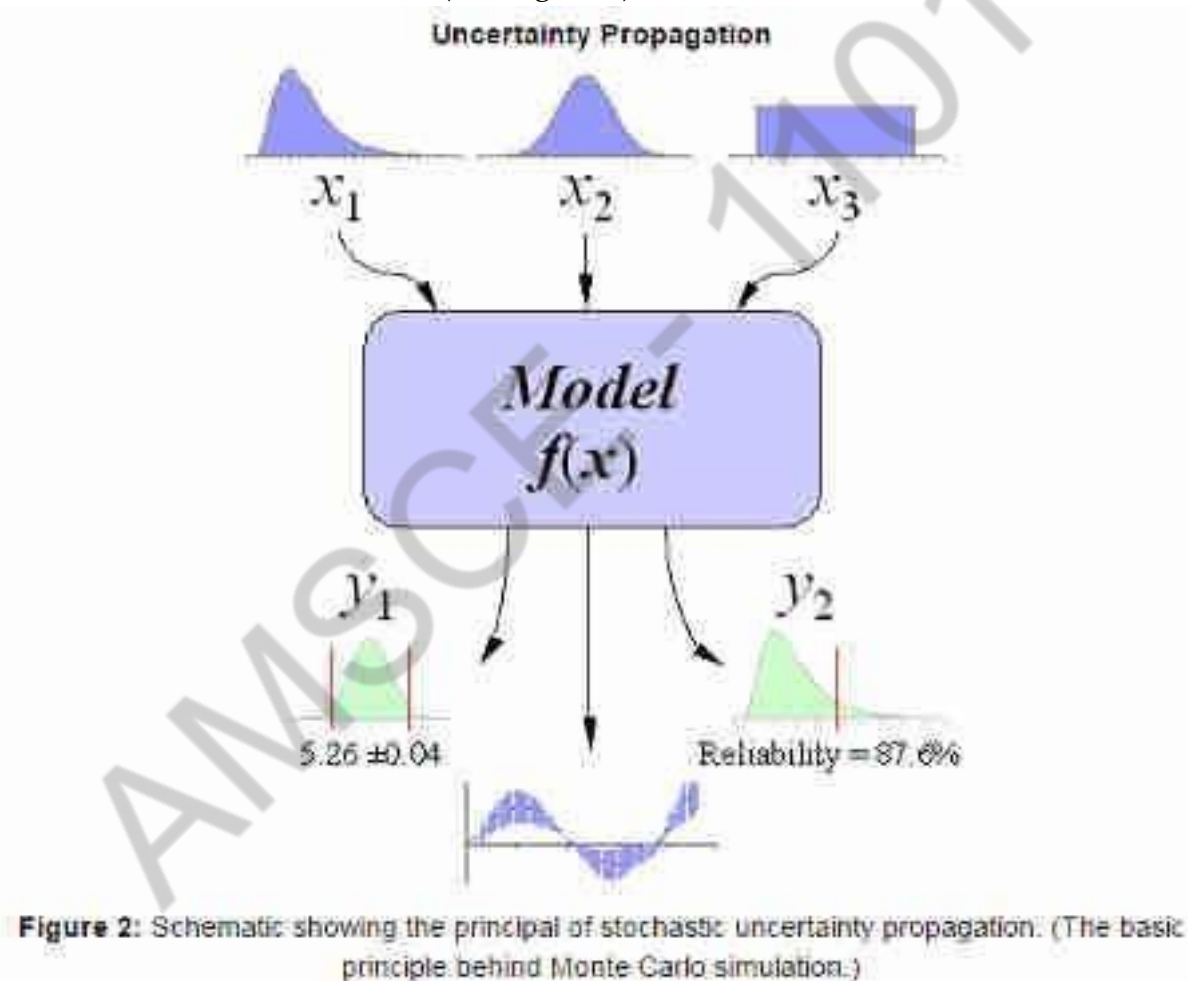 Uncertainty Propagation
x1 x2 x3
Model
f(x)
y1 y2
5.26 ±0.04 Reliability = 87.6%
Figure 2: Schematic showing the principal of stochastic uncertainty propagation. (The basic
principle behind Monte Carlo simulation.)
AMSCE - 1101